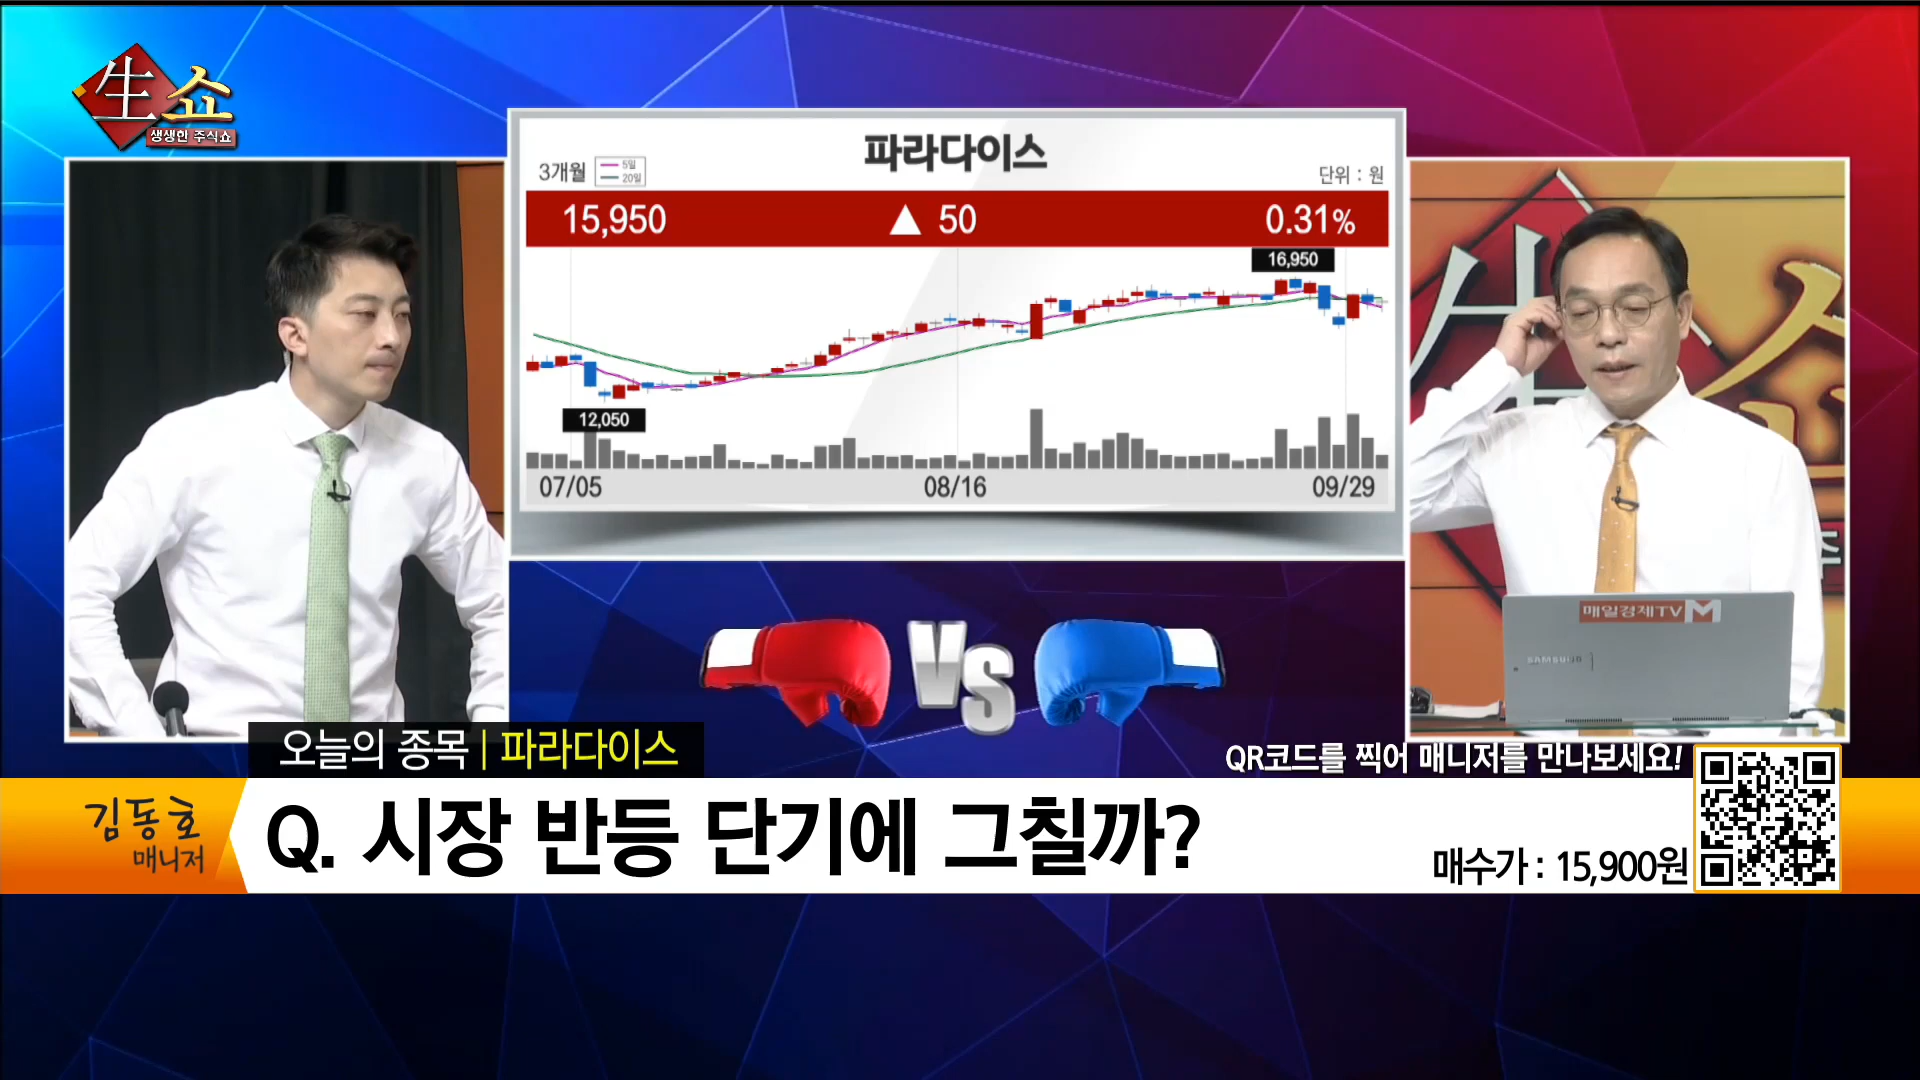 生쇼
생생한 주식쇼
파라다이스
3개월
5일
20일
단위 : 원
15,950 ▲ 50 0.31%
16,950
12,050
07/05 08/16 09/29
매일경제TV M
SAMSUNG
VS
오늘의 종목 | 파라다이스
QR코드를 찍어 매니저를 만나보세요!
김동호
매니저
Q. 시장 반등 단기에 그칠까?
매수가 : 15,900원